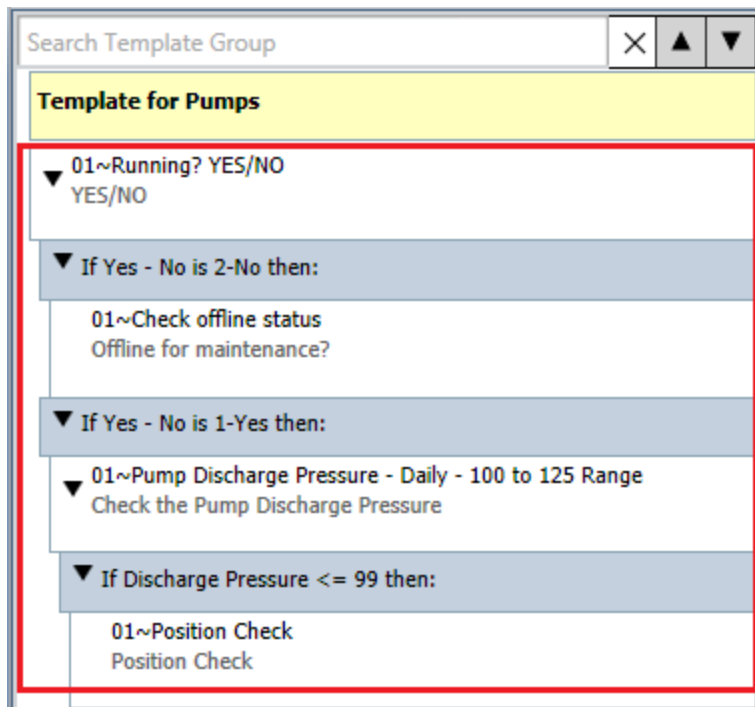 Search Template Group
Template for Pumps
01~Running? YES/NO
YES/NO
If Yes - No is 2-No then:
01~Check offline status
Offline for maintenance?
If Yes - No is 1-Yes then:
01~Pump Discharge Pressure - Daily - 100 to 125 Range
Check the Pump Discharge Pressure
If Discharge Pressure <= 99 then:
01~Position Check
Position Check